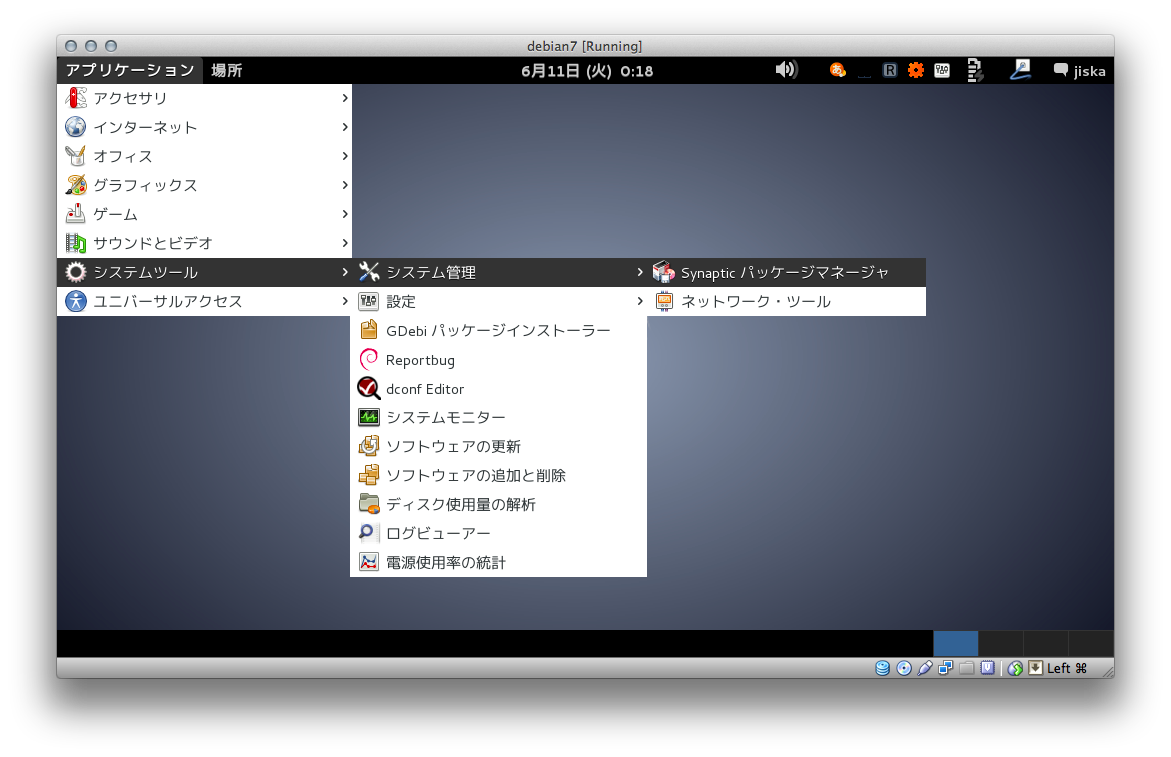 debian7 [Running]
アプリケーション 場所 6月11日 (火) 0:18 あ R jiska
アクセサリ
インターネット
オフィス
グラフィックス
ゲーム
サウンドとビデオ
システムツール
ユニバーサルアクセス
システム管理
設定
GDebi パッケージインストーラー
Reportbug
dconf Editor
システムモニター
ソフトウェアの更新
ソフトウェアの追加と削除
ディスク使用量の解析
ログビューアー
電源使用率の統計
Synaptic パッケージマネージャ
ネットワーク・ツール
Left ⌘